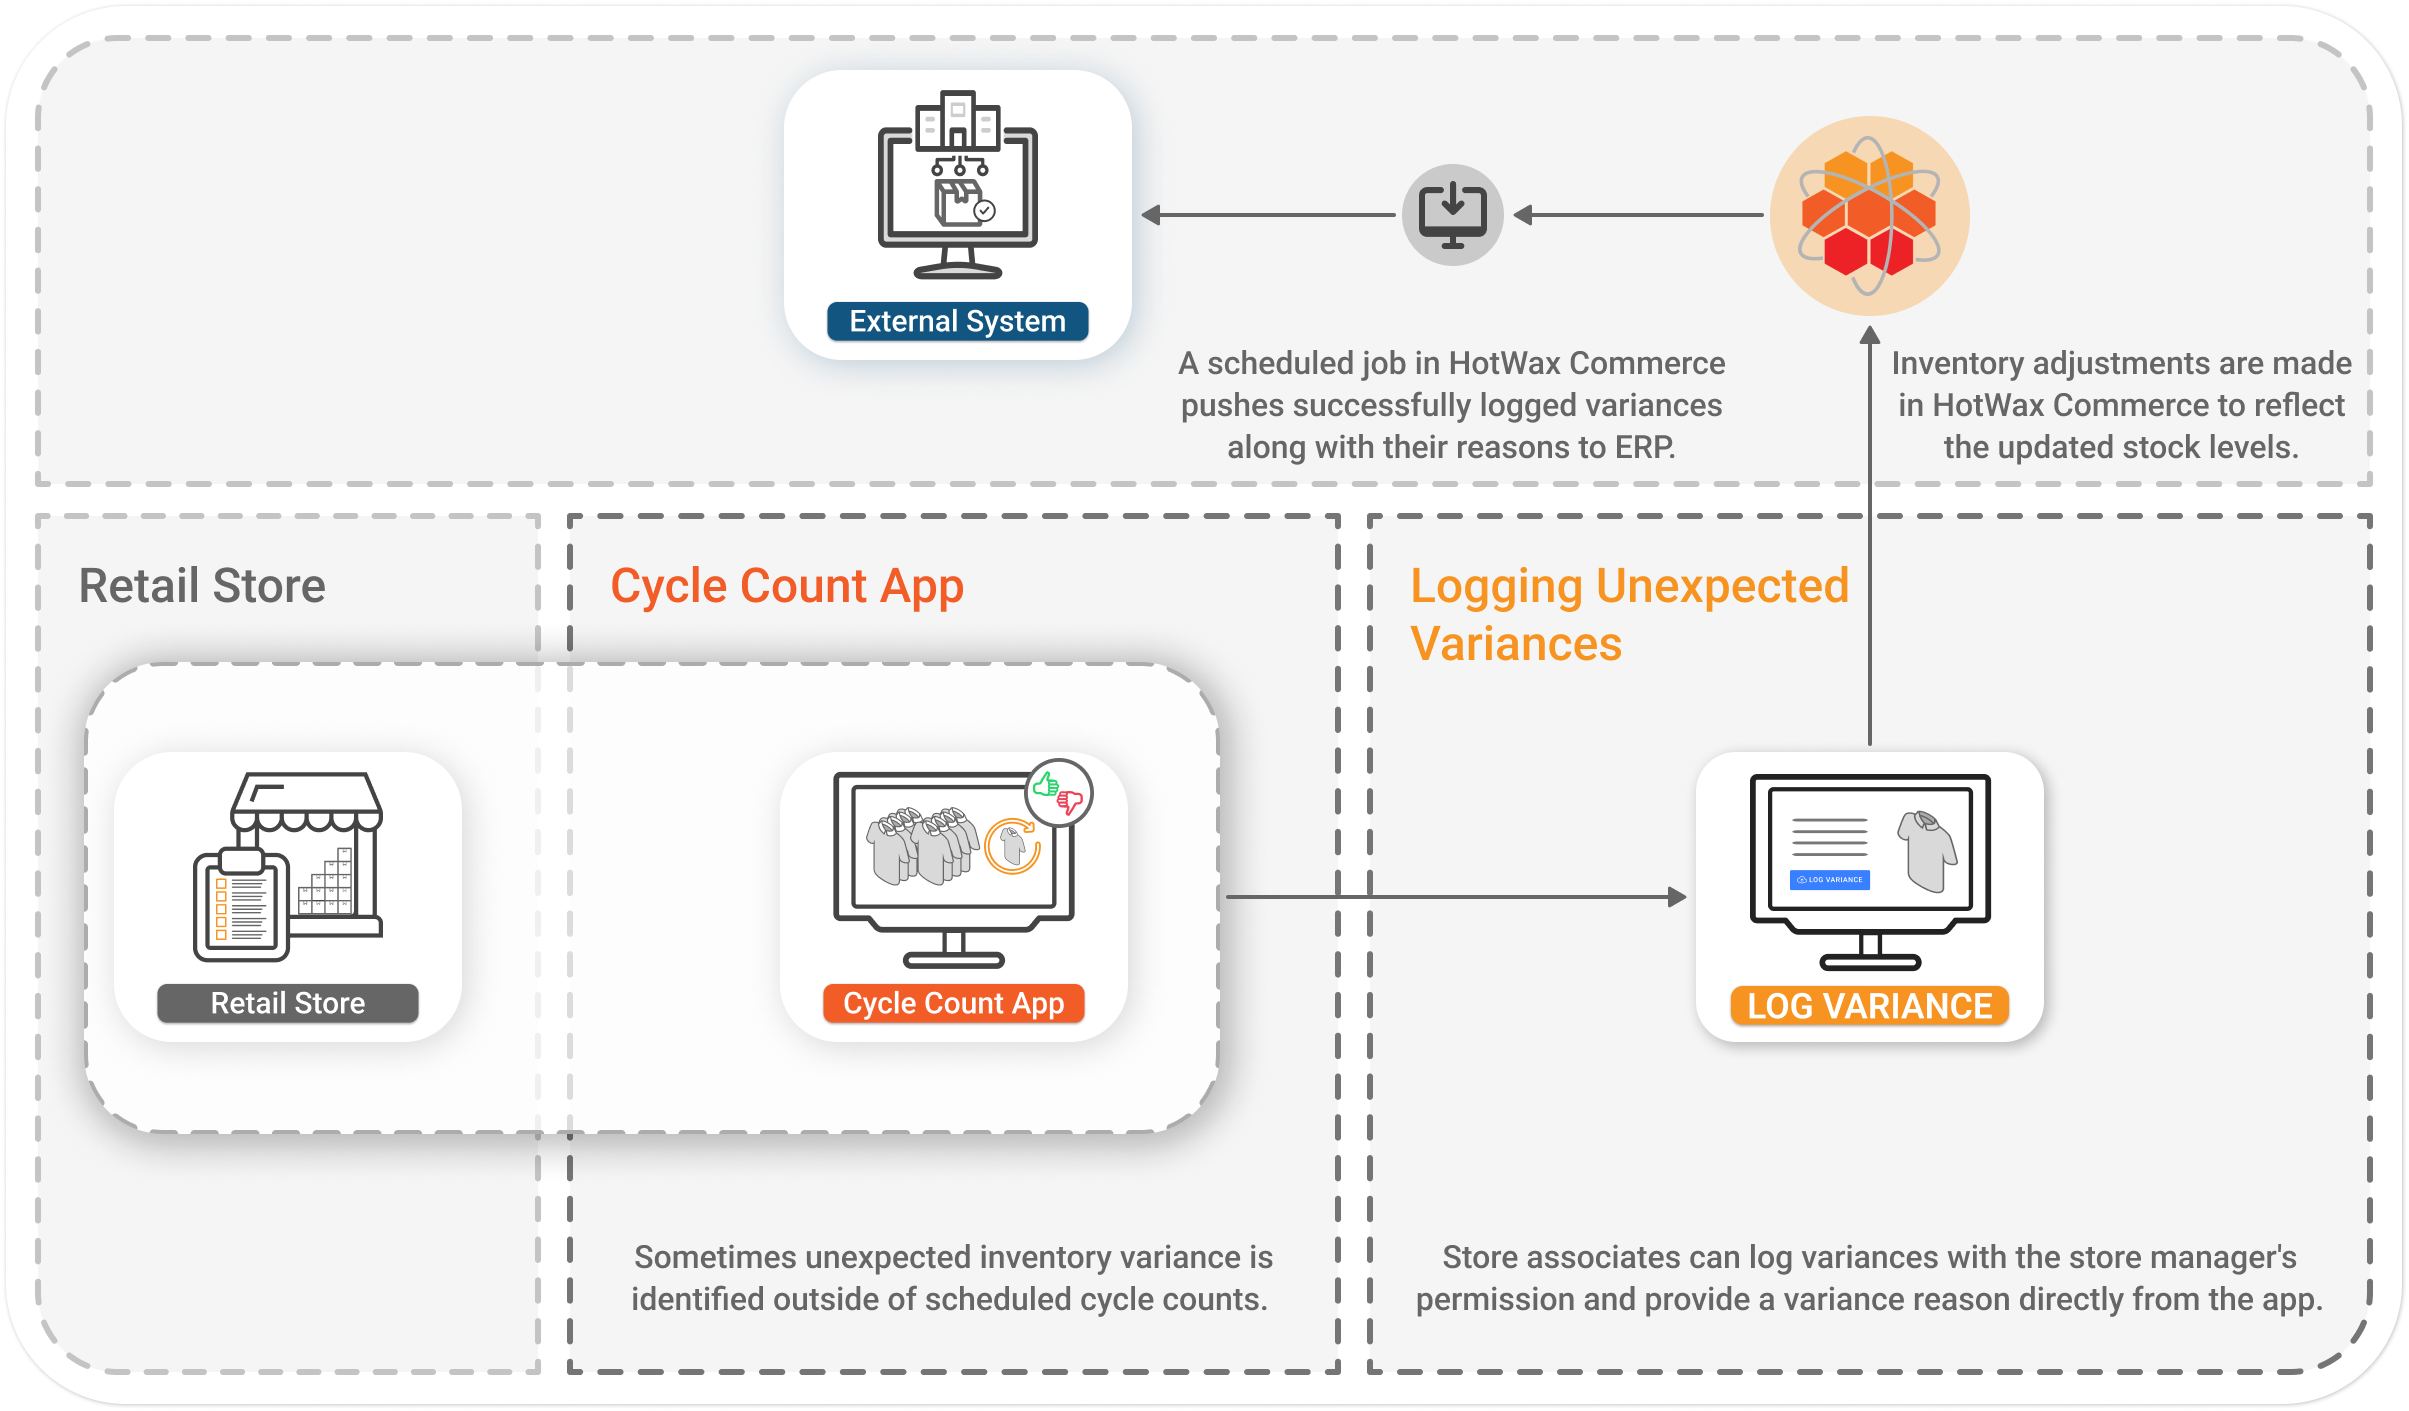 External System
A scheduled job in HotWax Commerce
pushes successfully logged variances
along with their reasons to ERP.
Inventory adjustments are made
in HotWax Commerce to reflect
the updated stock levels.
Retail Store
Cycle Count App
Logging Unexpected
Variances
Retail Store
Cycle Count App
LOG VARIANCE
LOG VARIANCE
Sometimes unexpected inventory variance is
identified outside of scheduled cycle counts.
Store associates can log variances with the store manager's
permission and provide a variance reason directly from the app.